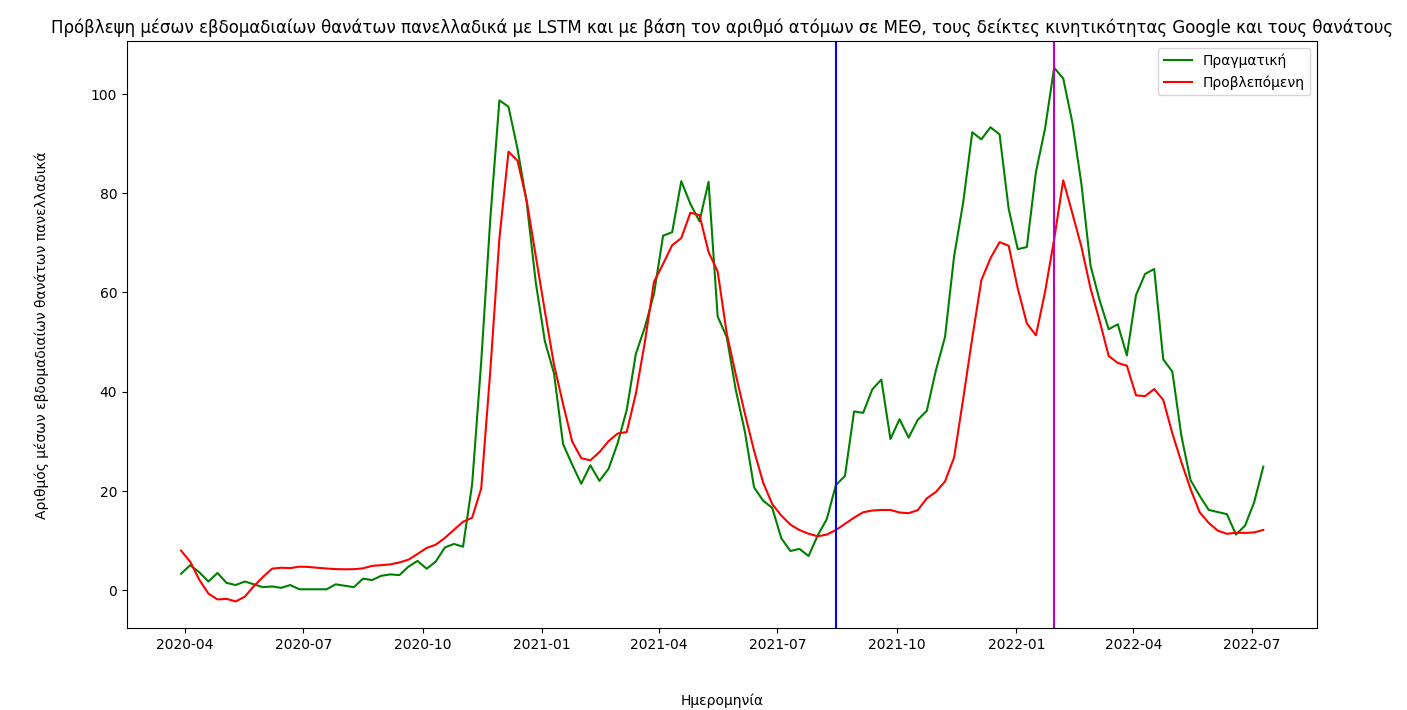 Πρόβλεψη μέσων εβδομαδιαίων θανάτων πανελλαδικά με LSTM και με βάση τον αριθμό ατόμων σε ΜΕΘ, τους δείκτες κινητικότητας Google και τους θανάτους
Πραγματική
Προβλεπόμενη
Αριθμός μέσων εβδομαδιαίων θανάτων πανελλαδικά
100
80
60
40
20
0
2020-04 2020-07 2020-10 2021-01 2021-04 2021-07 2021-10 2022-01 2022-04 2022-07
Ημερομηνία